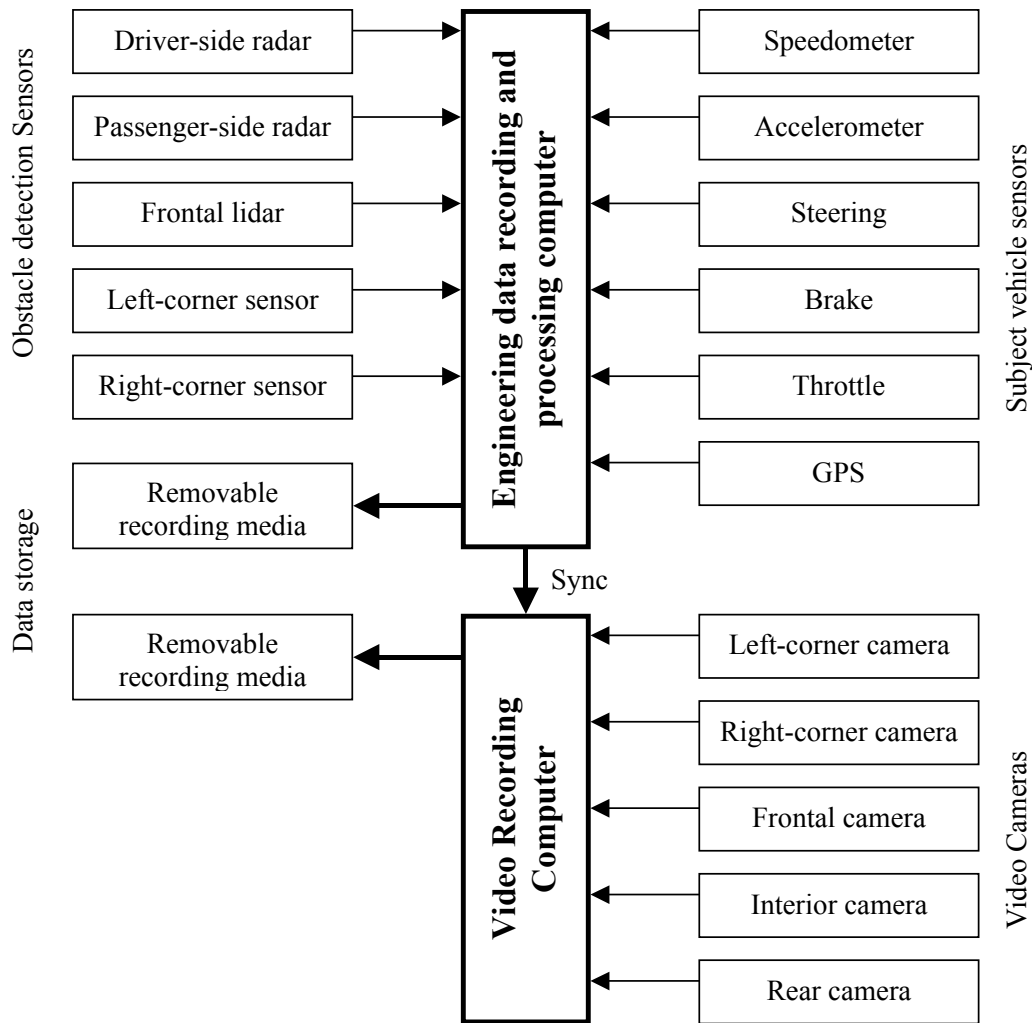 Obstacle detection Sensors
Driver-side radar
Passenger-side radar
Frontal lidar
Left-corner sensor
Right-corner sensor
Data storage
Removable
recording media
Removable
recording media
Engineering data recording and
processing computer
Sync
Video Recording
Computer
Speedometer
Accelerometer
Steering
Brake
Throttle
GPS
Subject vehicle sensors
Left-corner camera
Right-corner camera
Frontal camera
Interior camera
Rear camera
Video Cameras